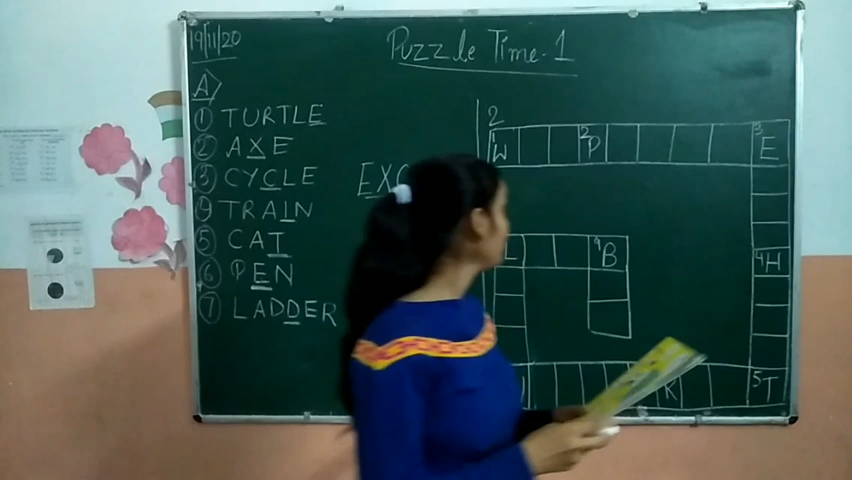 19/11/20
Puzzle Time-1
A
1 TURTLE
2 AXE
3 CYCLE
4 TRAIN
5 CAT
6 PEN
7 LADDER
EXC
2
1W 2P 3E
4H
L 9B
K 5T